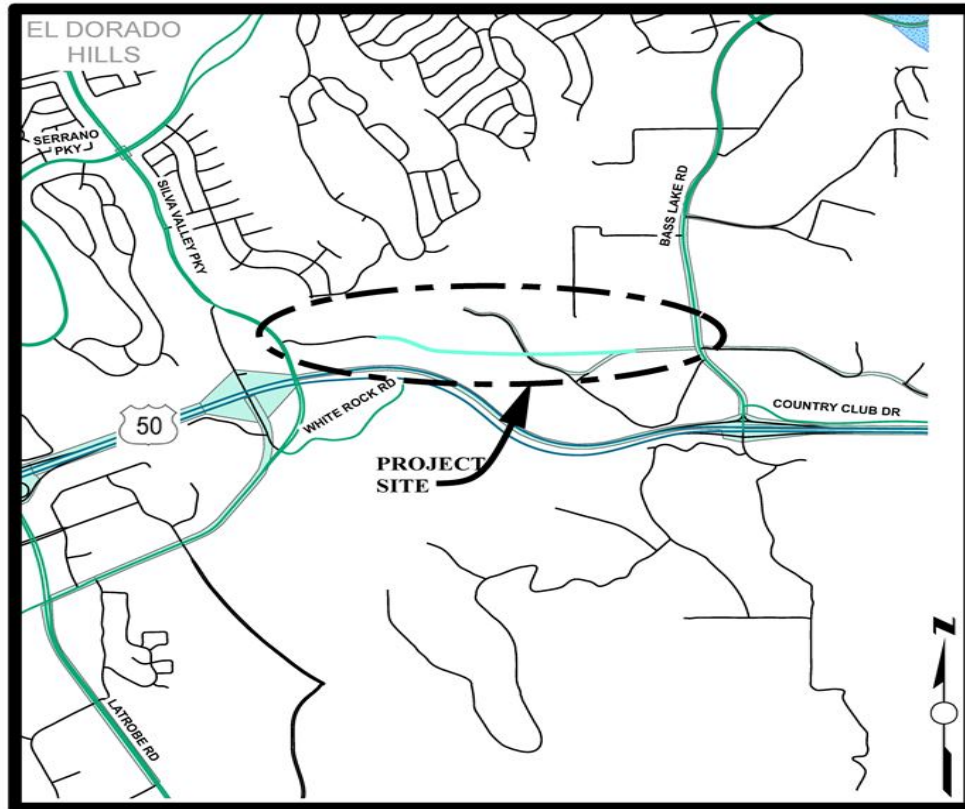 EL DORADO
HILLS
SERRANO
PKY
SILVA VALLEY PKY
BASS LAKE RD
50
WHITE ROCK RD
COUNTRY CLUB DR
PROJECT
SITE
LATROBE RD
N